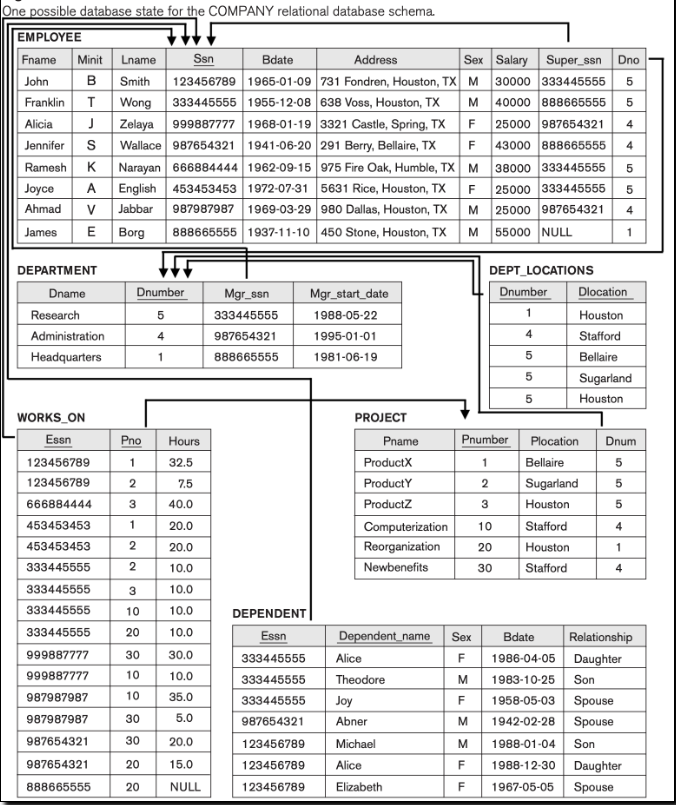 One possible database state for the COMPANY relational database schema.
EMPLOYEE
Fname Minit Lname Ssn Bdate Address Sex Salary Super_ssn Dno
John B Smith 123456789 1965-01-09 731 Fondren, Houston, TX M 30000 333445555 5
Franklin T Wong 333445555 1955-12-08 638 Voss, Houston, TX M 40000 888665555 5
Alicia J Zelaya 999887777 1968-01-19 3321 Castle, Spring, TX F 25000 987654321 4
Jennifer S Wallace 987654321 1941-06-20 291 Berry, Bellaire, TX F 43000 888665555 4
Ramesh K Narayan 666884444 1962-09-15 975 Fire Oak, Humble, TX M 38000 333445555 5
Joyce A English 453453453 1972-07-31 5631 Rice, Houston, TX F 25000 333445555 5
Ahmad V Jabbar 987987987 1969-03-29 980 Dallas, Houston, TX M 25000 987654321 4
James E Borg 888665555 1937-11-10 450 Stone, Houston, TX M 55000 NULL 1
DEPARTMENT
Dname Dnumber Mgr_ssn Mgr_start_date
Research 5 333445555 1988-05-22
Administration 4 987654321 1995-01-01
Headquarters 1 888665555 1981-06-19
DEPT_LOCATIONS
Dnumber Dlocation
1 Houston
4 Stafford
5 Bellaire
5 Sugarland
5 Houston
WORKS_ON
Essn Pno Hours
123456789 1 32.5
123456789 2 7.5
666884444 3 40.0
453453453 1 20.0
453453453 2 20.0
333445555 2 10.0
333445555 3 10.0
333445555 10 10.0
333445555 20 10.0
999887777 30 30.0
999887777 10 10.0
987987987 10 35.0
987987987 30 5.0
987654321 30 20.0
987654321 20 15.0
888665555 20 NULL
PROJECT
Pname Pnumber Plocation Dnum
ProductX 1 Bellaire 5
ProductY 2 Sugarland 5
ProductZ 3 Houston 5
Computerization 10 Stafford 4
Reorganization 20 Houston 1
Newbenefits 30 Stafford 4
DEPENDENT
Essn Dependent_name Sex Bdate Relationship
333445555 Alice F 1986-04-05 Daughter
333445555 Theodore M 1983-10-25 Son
333445555 Joy F 1958-05-03 Spouse
987654321 Abner M 1942-02-28 Spouse
123456789 Michael M 1988-01-04 Son
123456789 Alice F 1988-12-30 Daughter
123456789 Elizabeth F 1967-05-05 Spouse